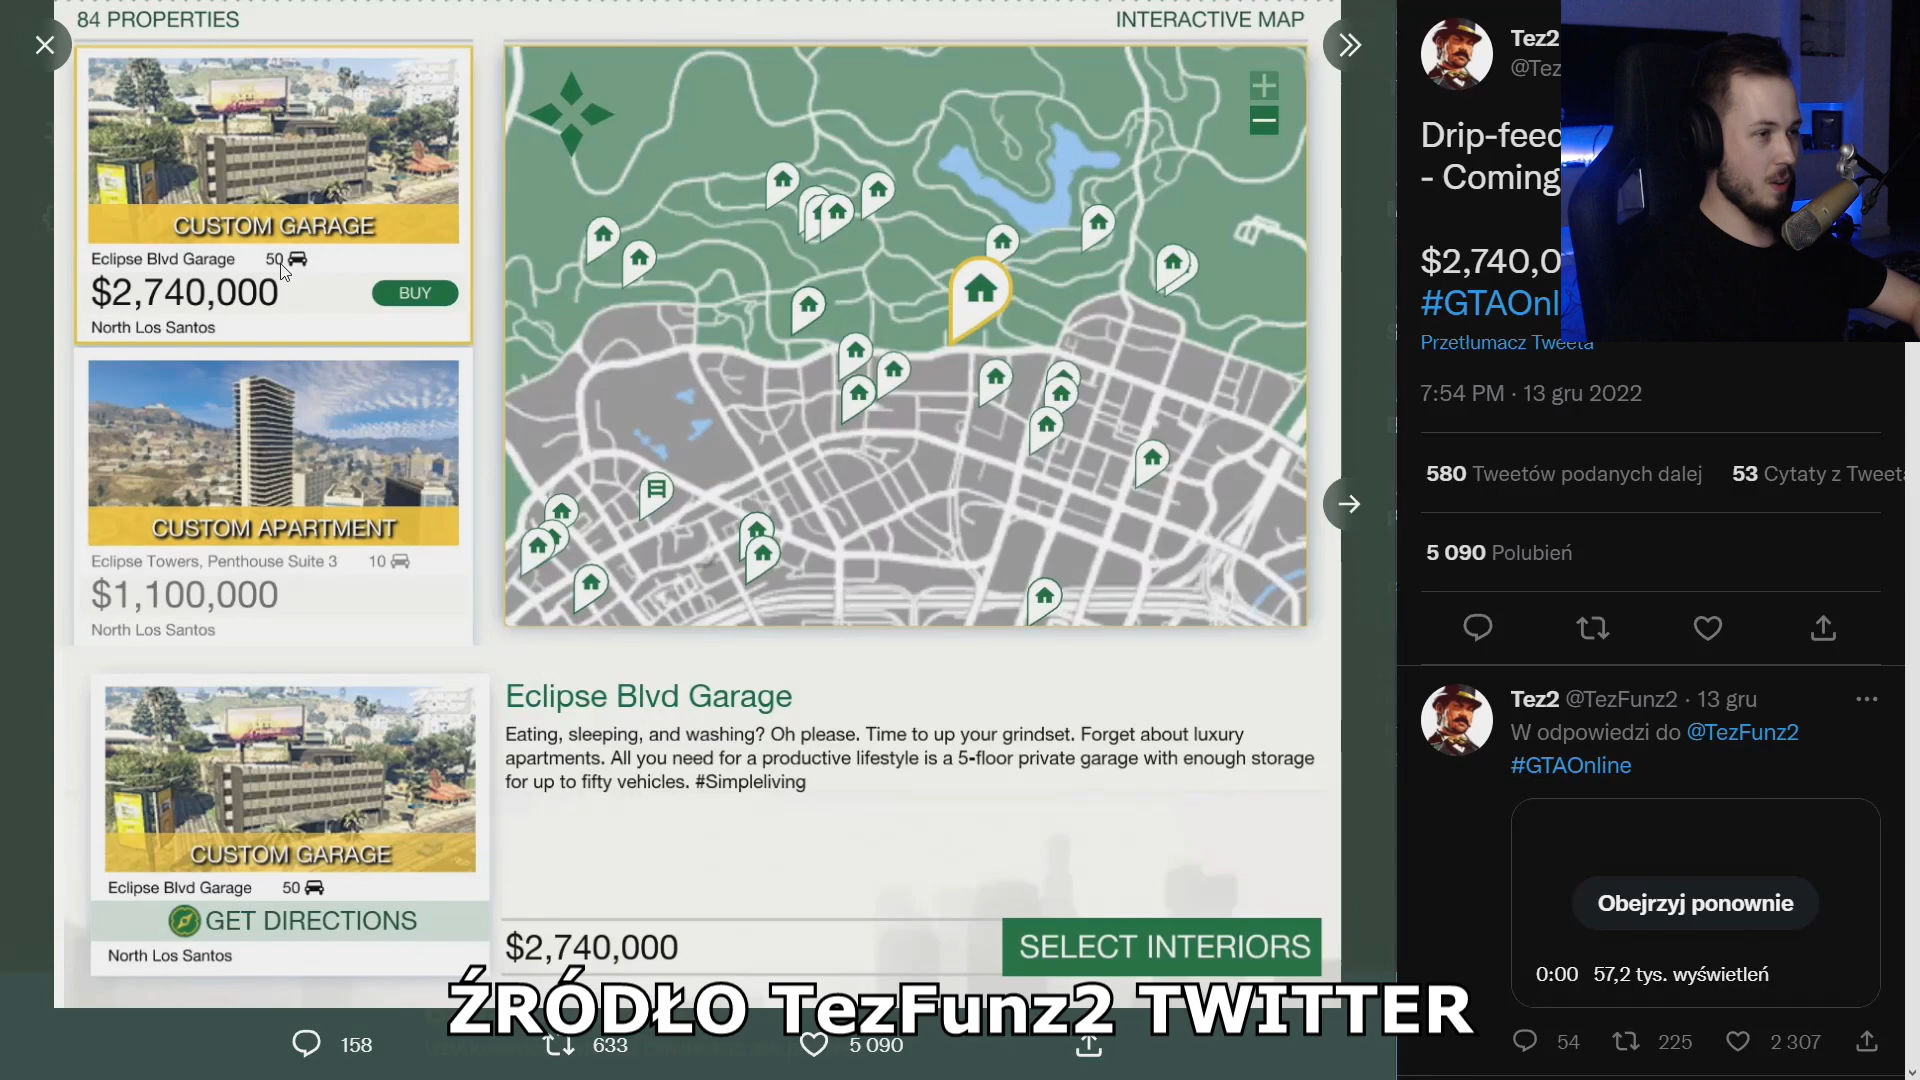 84 PROPERTIES
INTERACTIVE MAP
CUSTOM GARAGE
Eclipse Blvd Garage 50
$2,740,000
BUY
North Los Santos
CUSTOM APARTMENT
Eclipse Towers, Penthouse Suite 3 10
$1,100,000
North Los Santos
CUSTOM GARAGE
Eclipse Blvd Garage 50
GET DIRECTIONS
North Los Santos
Eclipse Blvd Garage
Eating, sleeping, and washing? Oh please. Time to up your grindset. Forget about luxury
apartments. All you need for a productive lifestyle is a 5-floor private garage with enough storage
for up to fifty vehicles. #Simpleliving
$2,740,000
SELECT INTERIORS
ŹRÓDŁO TezFunz2 TWITTER
158
633
5 090
Tez2
@Tez
Drip-feed
- Coming
$2,740,0
#GTAOnl
Przetłumacz Tweeta
7:54 PM · 13 gru 2022
580 Tweetów podanych dalej 53 Cytaty z Tweeta
5 090 Polubień
Tez2 @TezFunz2 · 13 gru
W odpowiedzi do @TezFunz2
#GTAOnline
Obejrzyj ponownie
0:00 57,2 tys. wyświetleń
54 225 2 307